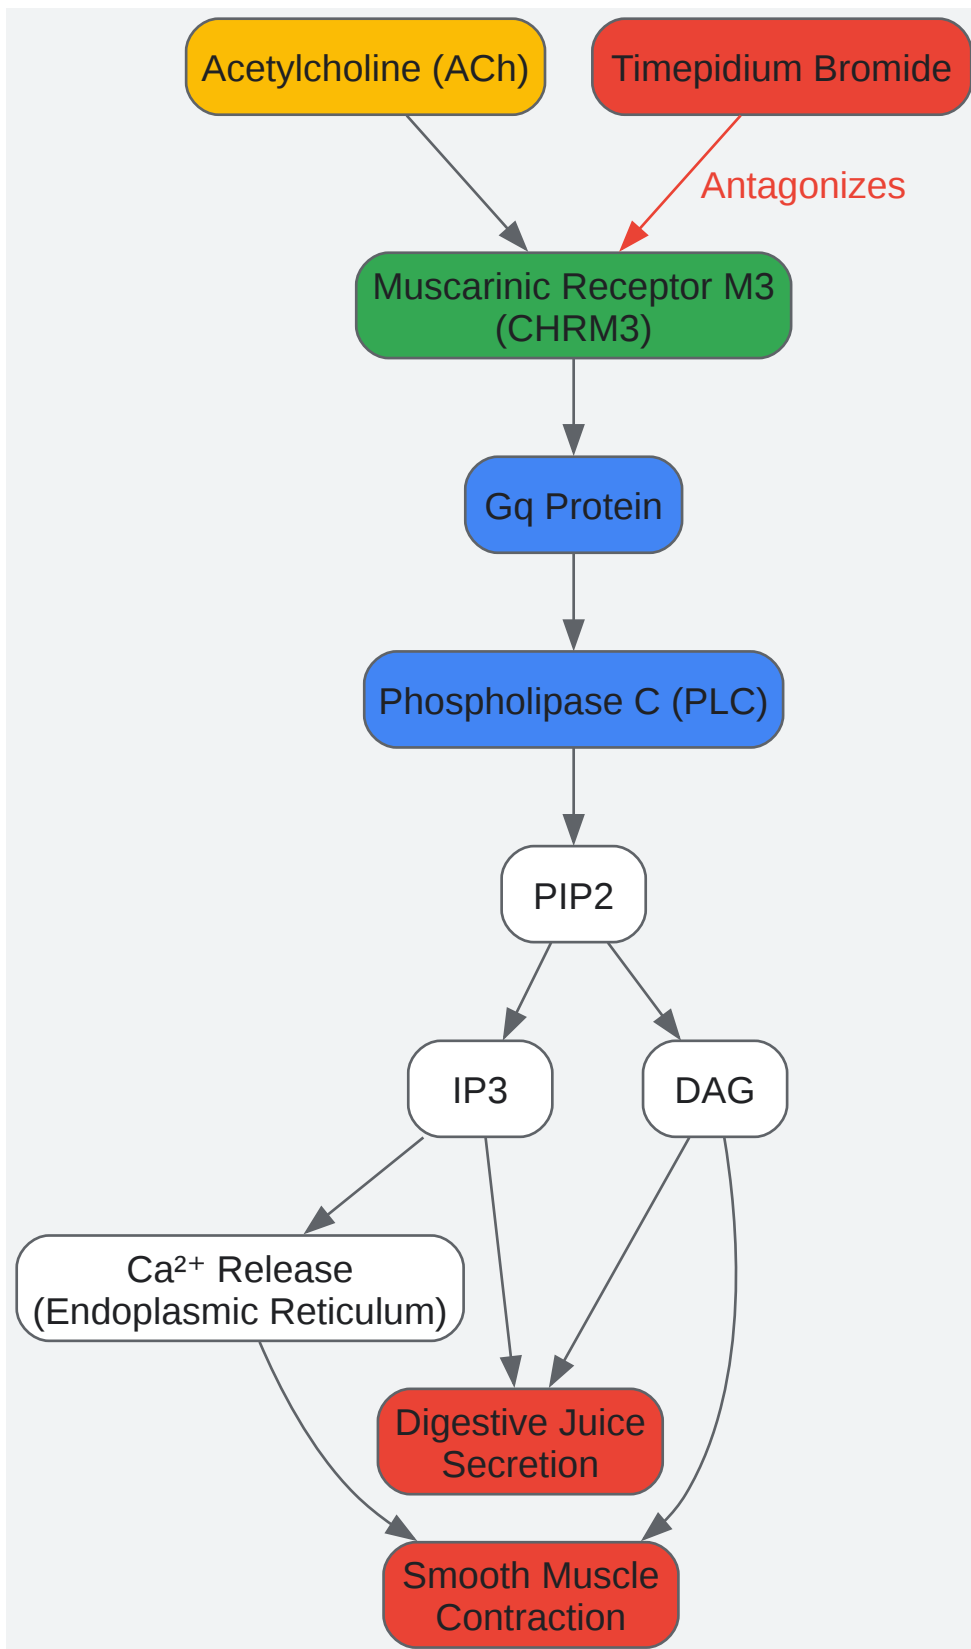 Acetylcholine (ACh)
Timepidium Bromide
Antagonizes
Muscarinic Receptor M3
(CHRM3)
Gq Protein
Phospholipase C (PLC)
PIP2
IP3
DAG
Ca²⁺ Release
(Endoplasmic Reticulum)
Digestive Juice
Secretion
Smooth Muscle
Contraction